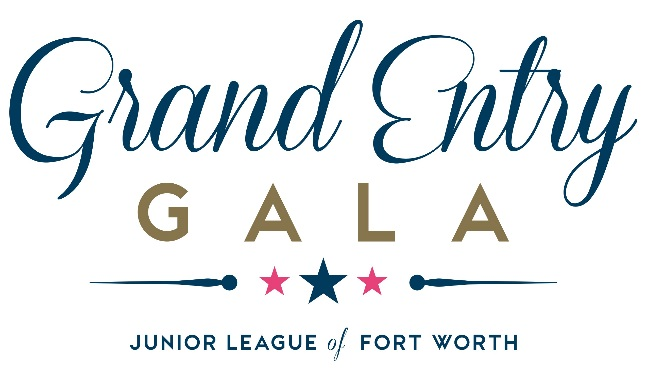 Grand Entry
GALA
JUNIOR LEAGUE of FORT WORTH